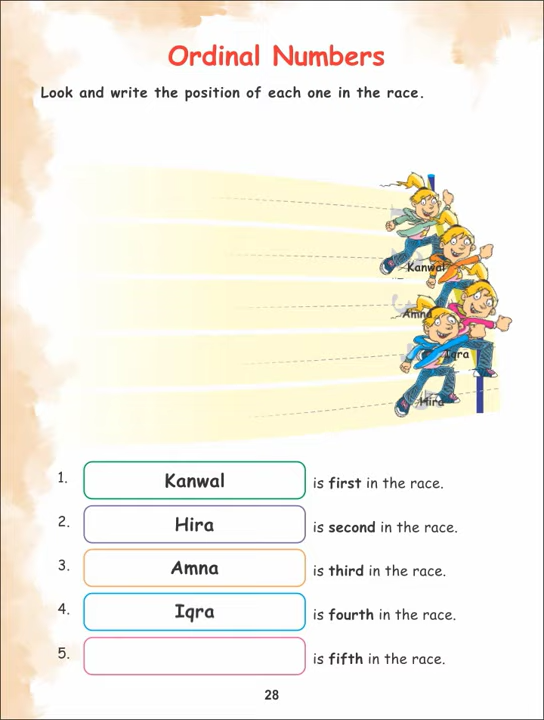 Ordinal Numbers
Look and write the position of each one in the race.
Kanwal
Amna
Iqra
Hira
1. Kanwal is first in the race.
2. Hira is second in the race.
3. Amna is third in the race.
4. Iqra is fourth in the race.
5. is fifth in the race.
28